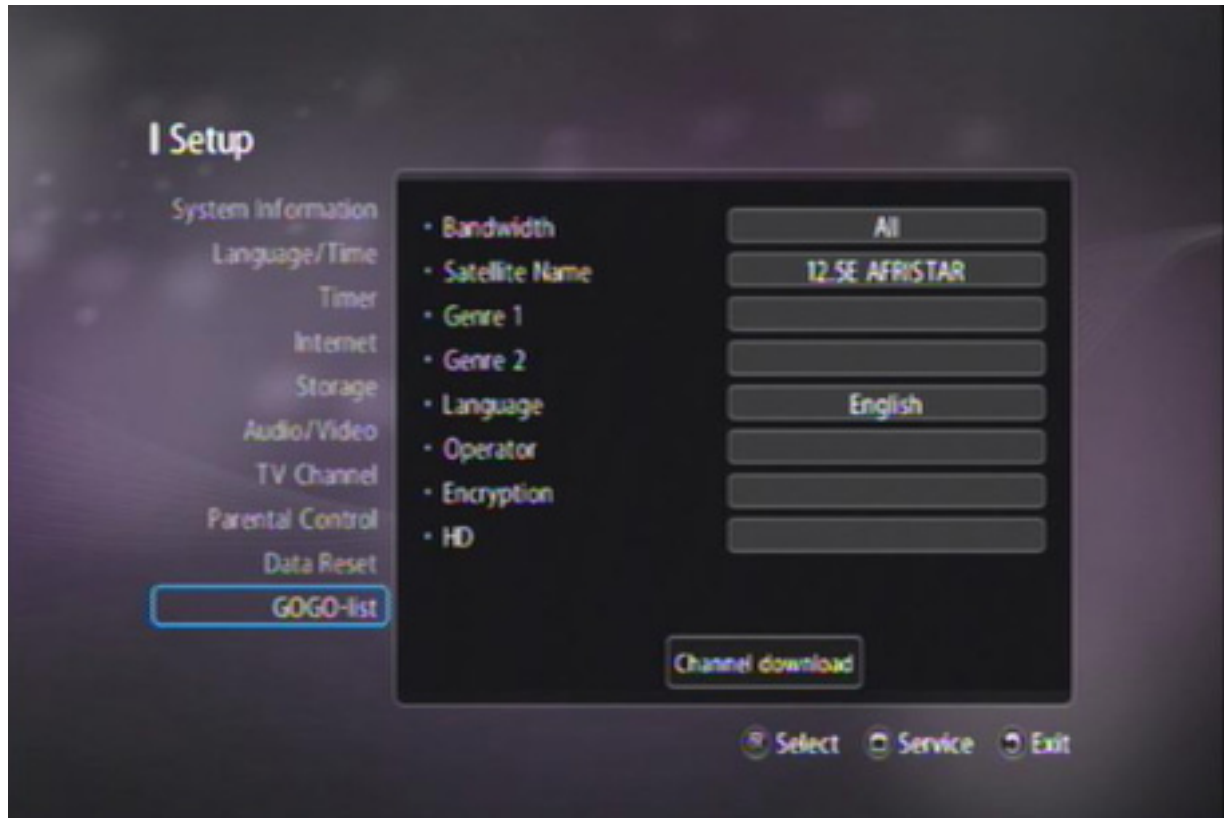 Setup
System Information
Language/Time
Timer
Internet
Storage
Audio/Video
TV Channel
Parental Control
Data Reset
GOGO-list
Bandwidth All
Satellite Name 12.5E AFRISTAR
Genre 1
Genre 2
Language English
Operator
Encryption
HD
Channel download
Select Service Exit